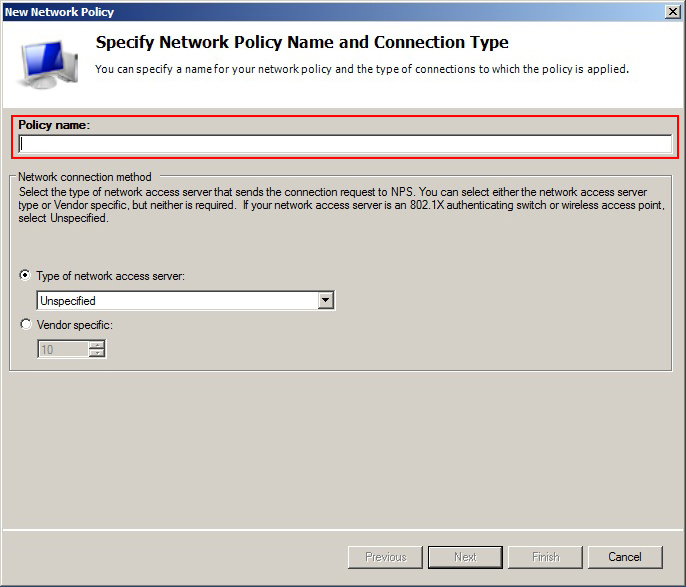 New Network Policy
Specify Network Policy Name and Connection Type
You can specify a name for your network policy and the type of connections to which the policy is applied.
Policy name:
Network connection method
Select the type of network access server that sends the connection request to NPS. You can select either the network access server
type or Vendor specific, but neither is required.  If your network access server is an 802.1X authenticating switch or wireless access point,
select Unspecified.
Type of network access server:
Unspecified
Vendor specific:
10
Previous
Next
Finish
Cancel